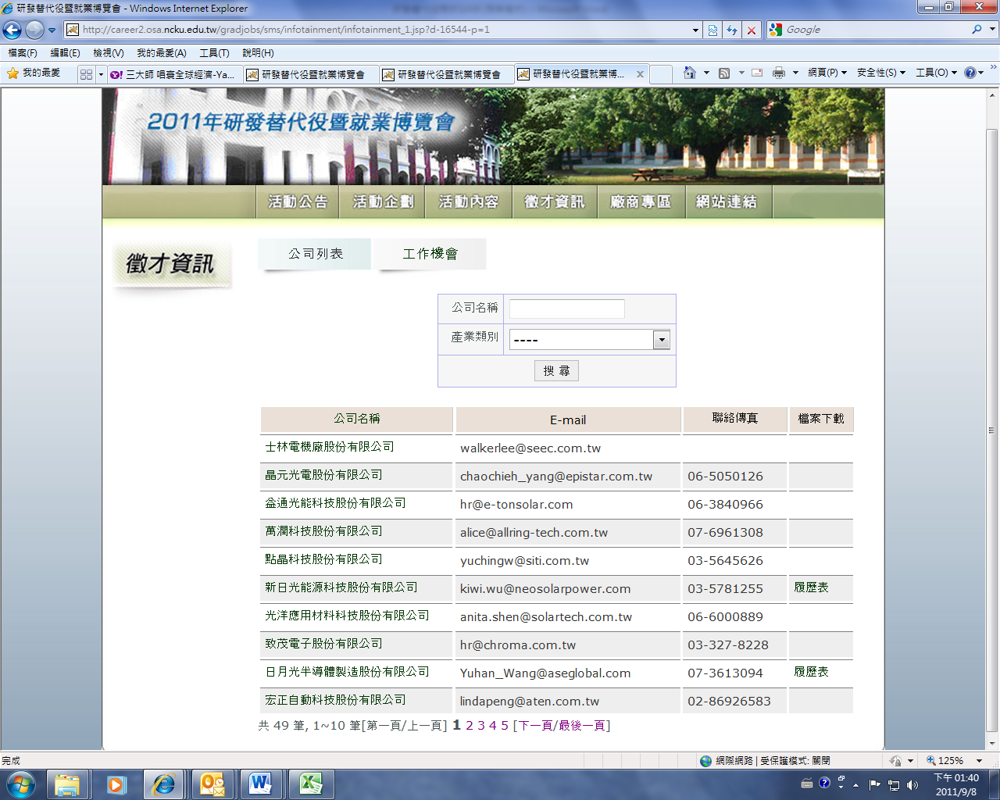 研發替代役暨就業博覽會 - Windows Internet Explorer
http://career2.osa.ncku.edu.tw/gradjobs/sms/infotainment/infotainment_1.jsp?d-16544-p=1
Google
檔案(F) 編輯(E) 檢視(V) 我的最愛(A) 工具(T) 說明(H)
我的最愛 三大師 唱衰全球經濟-Ya... 研發替代役暨就業博覽會 研發替代役暨就業博覽會 研發替代役暨就業博... 網頁(P) 安全性(S) 工具(O)
2011年研發替代役暨就業博覽會
活動公告 活動企劃 活動內容 徵才資訊 廠商專區 網站連結
徵才資訊
公司列表 工作機會
公司名稱
產業類別 ----
搜 尋
公司名稱 E-mail 聯絡傳真 檔案下載
士林電機廠股份有限公司 walkerlee@seec.com.tw
晶元光電股份有限公司 chaochieh_yang@epistar.com.tw 06-5050126
益通光能科技股份有限公司 hr@e-tonsolar.com 06-3840966
萬潤科技股份有限公司 alice@allring-tech.com.tw 07-6961308
點晶科技股份有限公司 yuchingw@siti.com.tw 03-5645626
新日光能源科技股份有限公司 kiwi.wu@neosolarpower.com 03-5781255 履歷表
光洋應用材料科技股份有限公司 anita.shen@solartech.com.tw 06-6000889
致茂電子股份有限公司 hr@chroma.com.tw 03-327-8228
日月光半導體製造股份有限公司 Yuhan_Wang@aseglobal.com 07-3613094 履歷表
宏正自動科技股份有限公司 lindapeng@aten.com.tw 02-86926583
共 49 筆, 1~10 筆[第一頁/上一頁] 1 2 3 4 5 [下一頁/最後一頁]
完成 網際網路 | 受保護模式: 關閉 125%
下午 01:40
2011/9/8